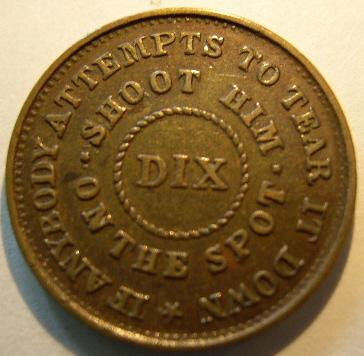 IF ANYBODY ATTEMPTS TO TEAR IT DOWN
SHOOT HIM
ON THE SPOT
DIX